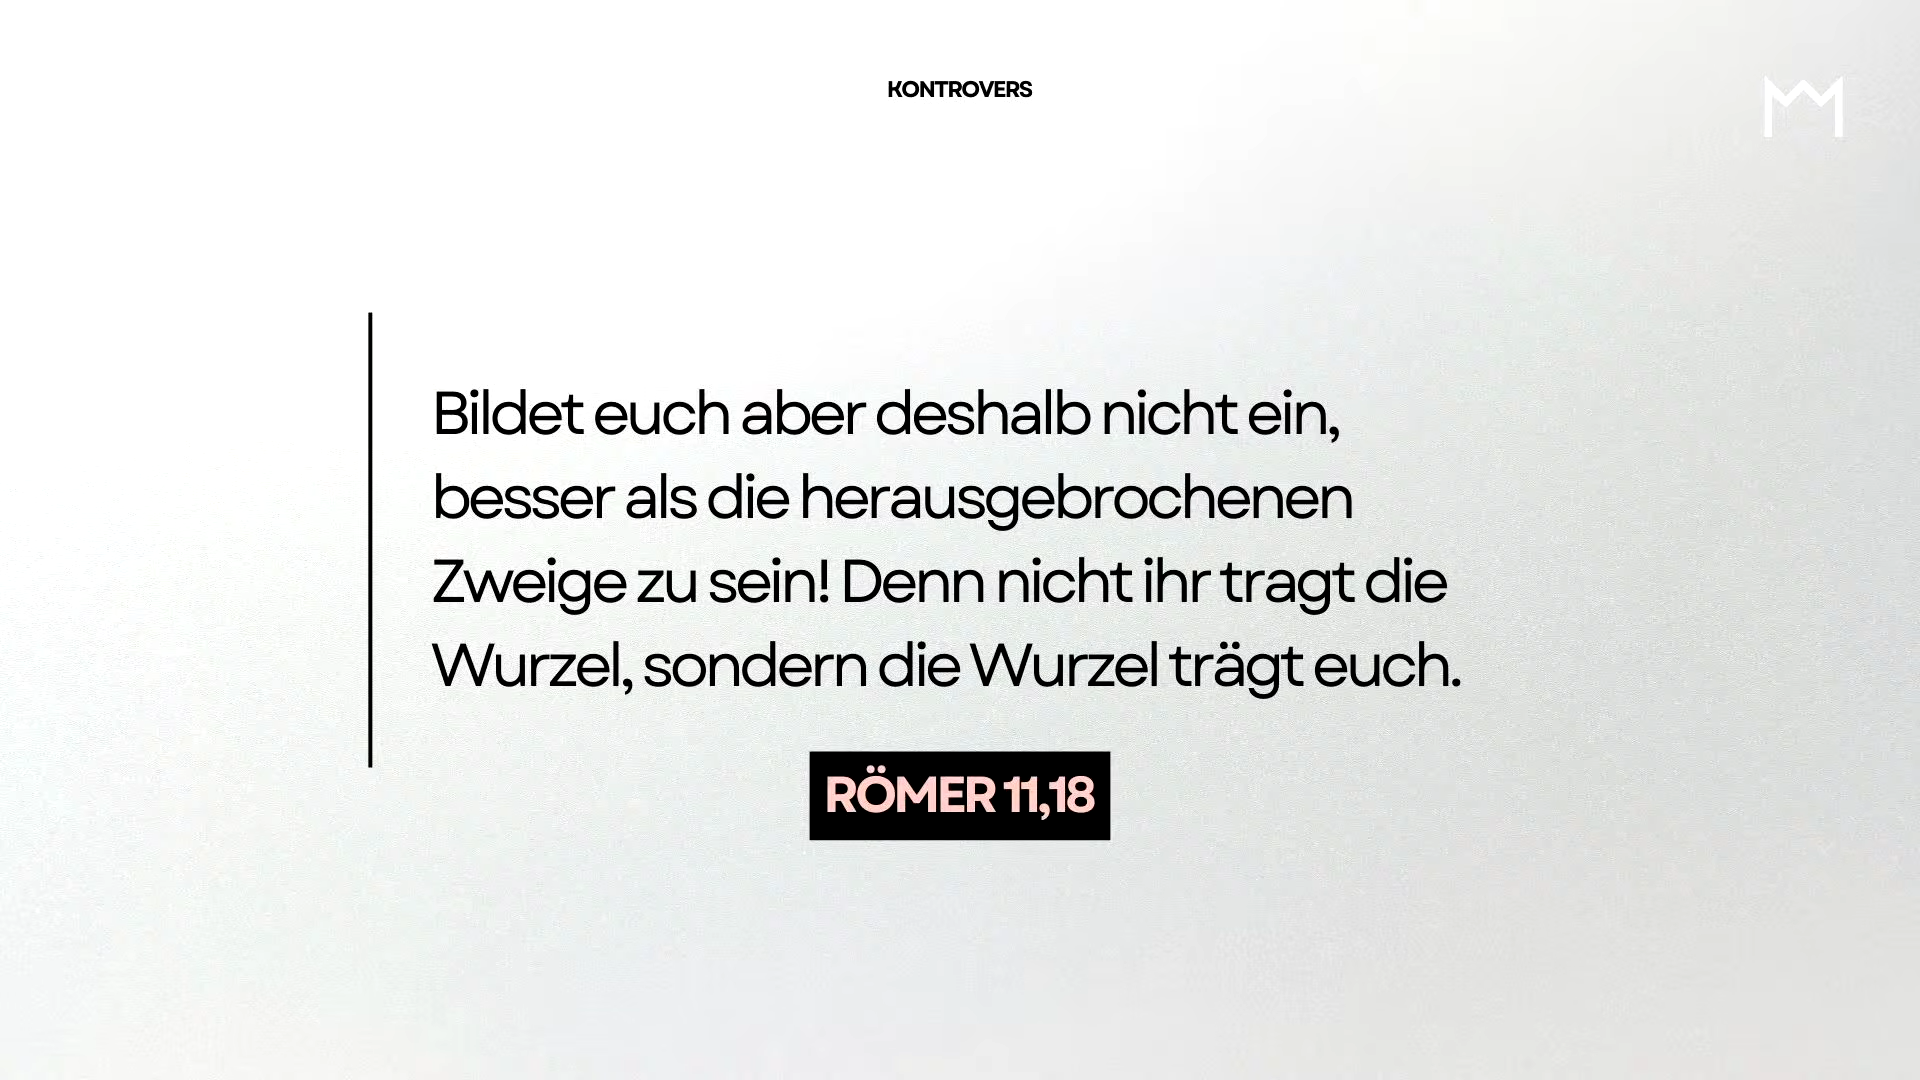 KONTROVERS
Bildet euch aber deshalb nicht ein,
besser als die herausgebrochenen
Zweige zu sein! Denn nicht ihr tragt die
Wurzel, sondern die Wurzel trägt euch.
RÖMER 11,18